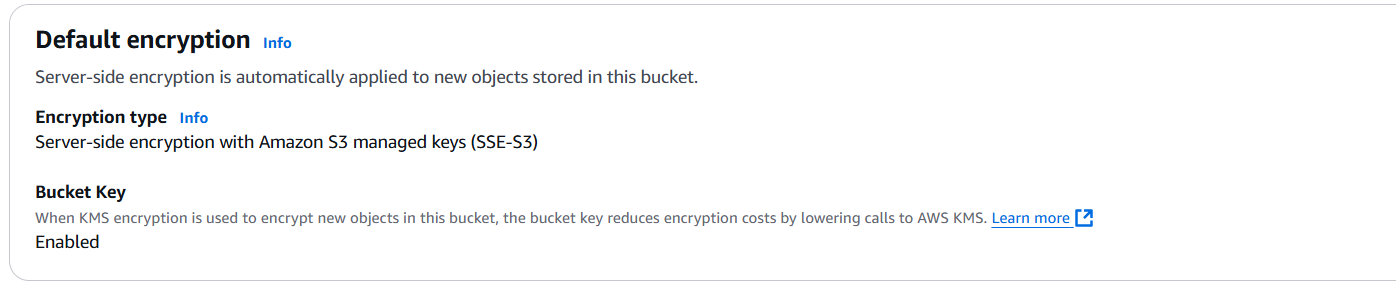 Default encryption Info
Server-side encryption is automatically applied to new objects stored in this bucket.
Encryption type Info
Server-side encryption with Amazon S3 managed keys (SSE-S3)
Bucket Key
When KMS encryption is used to encrypt new objects in this bucket, the bucket key reduces encryption costs by lowering calls to AWS KMS. Learn more
Enabled